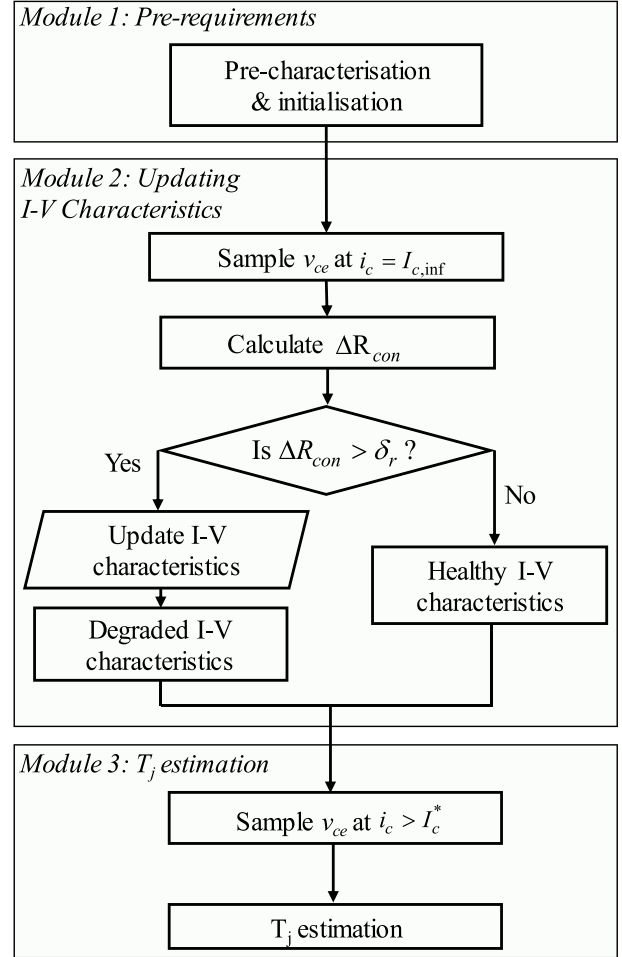 Module 1: Pre-requirements
Pre-characterisation
& initialisation
Module 2: Updating
I-V Characteristics
Sample v_ce at i_c = I_c,inf
Calculate ΔR_con
Is ΔR_con > δ_r ?
Yes
No
Update I-V
characteristics
Healthy I-V
characteristics
Degraded I-V
characteristics
Module 3: T_j estimation
Sample v_ce at i_c > I_c^*
T_j estimation